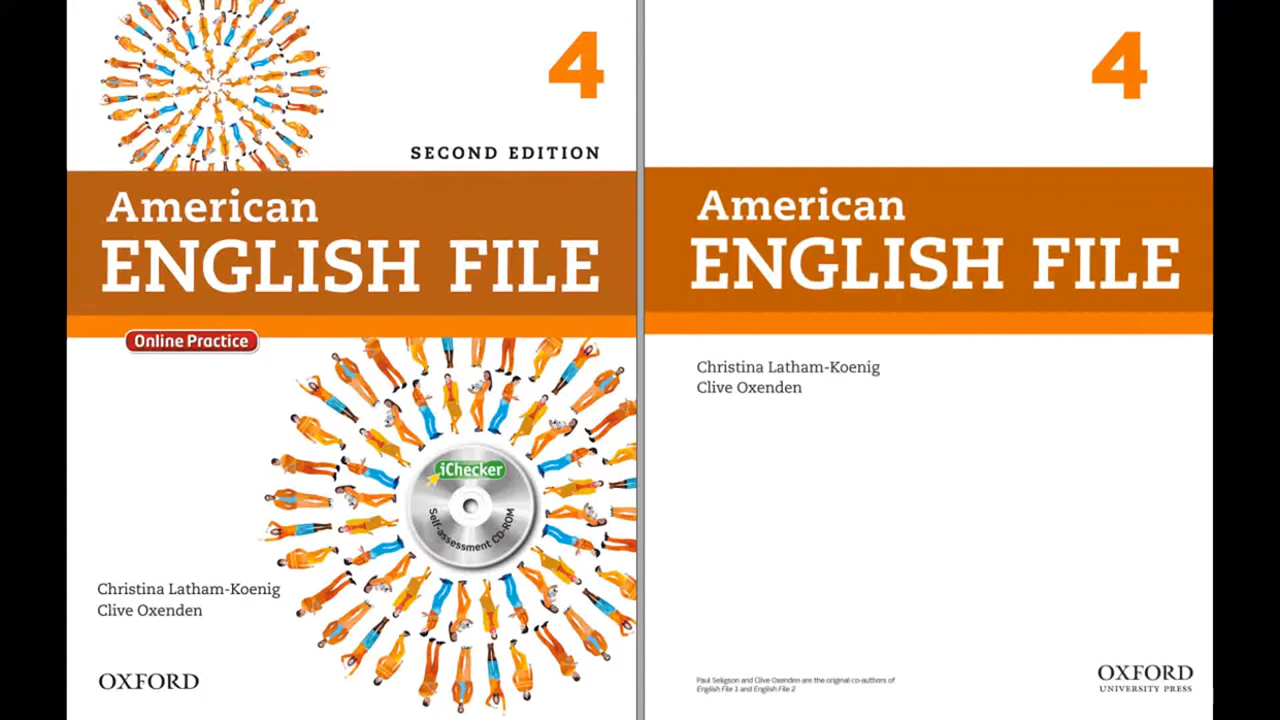 4
SECOND EDITION
American
ENGLISH FILE
Online Practice
iChecker
Self-assessment CD-ROM
Christina Latham-Koenig
Clive Oxenden
OXFORD
4
American
ENGLISH FILE
Christina Latham-Koenig
Clive Oxenden
Paul Seligson and Clive Oxenden are the original co-authors of
English File 1 and English File 2
OXFORD
UNIVERSITY PRESS